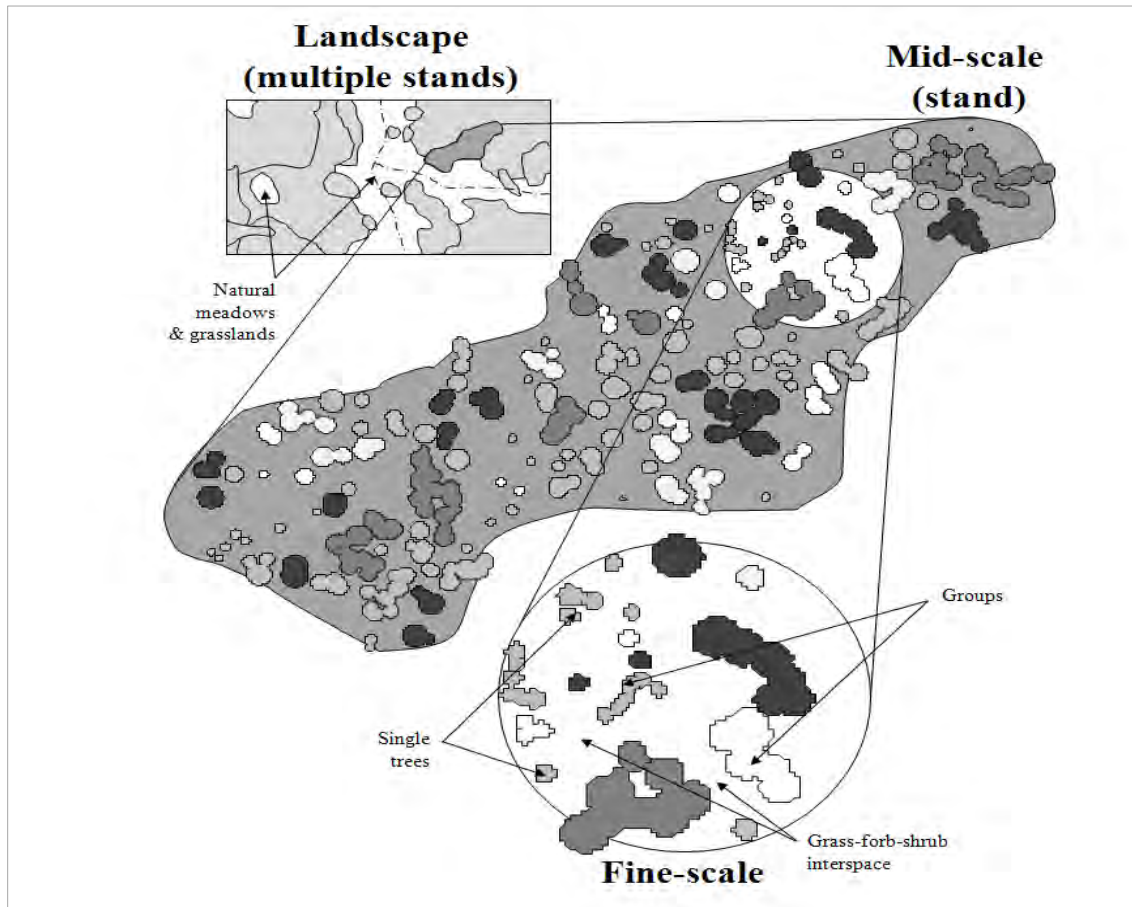 Landscape
(multiple stands)
Mid-scale
(stand)
Natural
meadows
& grasslands
Groups
Single
trees
Grass-forb-shrub
interspace
Fine-scale